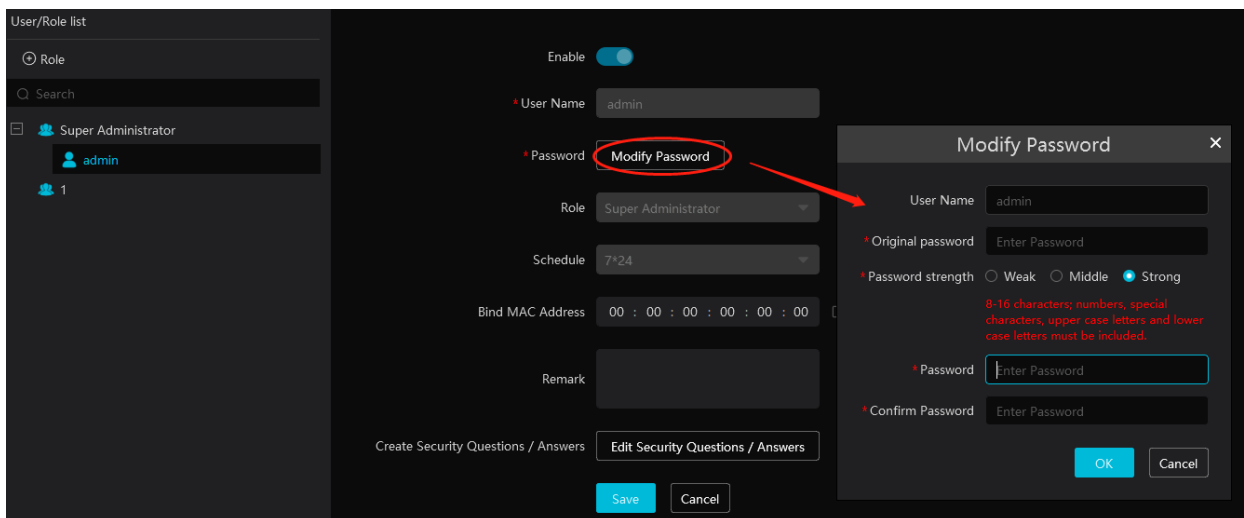 User/Role list
Role
Search
Super Administrator
admin
1
Enable
* User Name admin
* Password Modify Password
Role Super Administrator
Schedule 7*24
Bind MAC Address 00 : 00 : 00 : 00 : 00 : 00
Remark
Create Security Questions / Answers Edit Security Questions / Answers
Save Cancel
Modify Password ×
User Name admin
* Original password Enter Password
* Password strength Weak Middle Strong
8-16 characters; numbers, special
characters, upper case letters and lower
case letters must be included.
* Password Enter Password
* Confirm Password Enter Password
OK Cancel